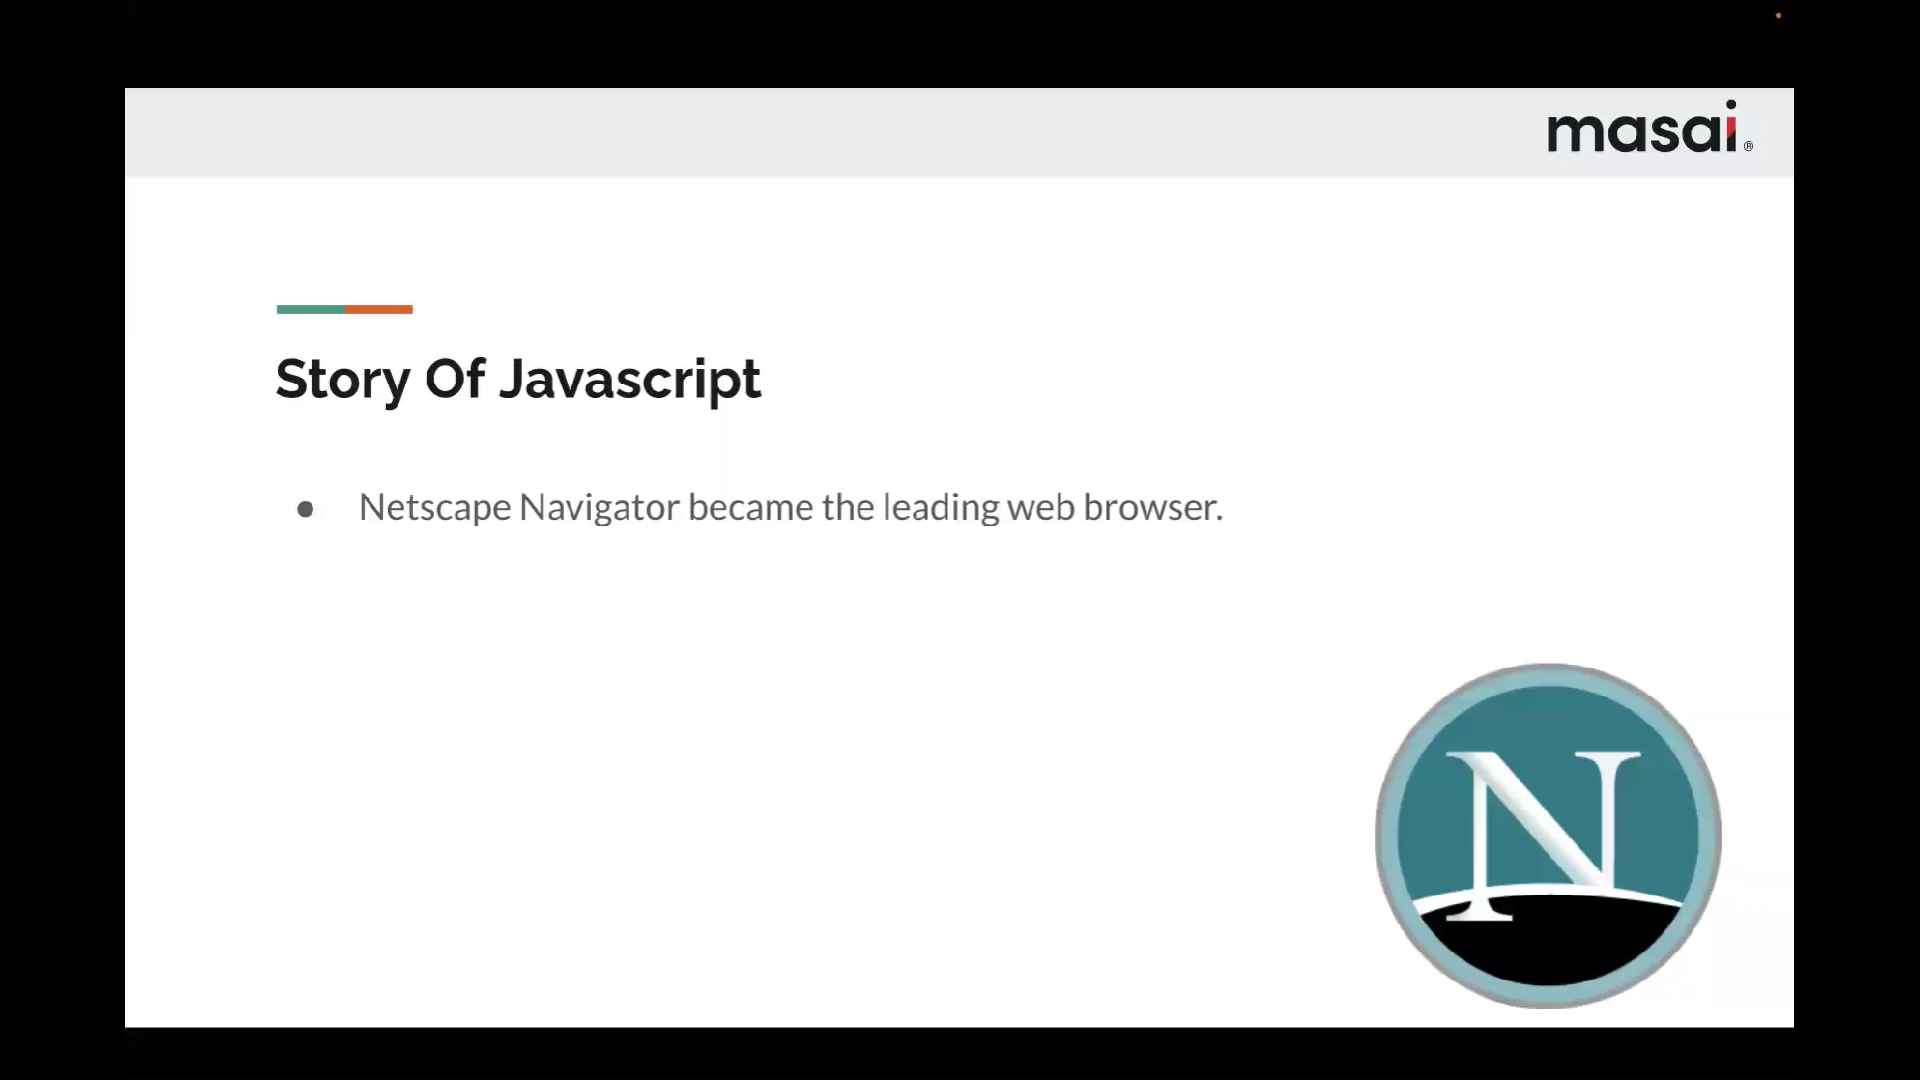 masai®
Story Of Javascript
● Netscape Navigator became the leading web browser.
N